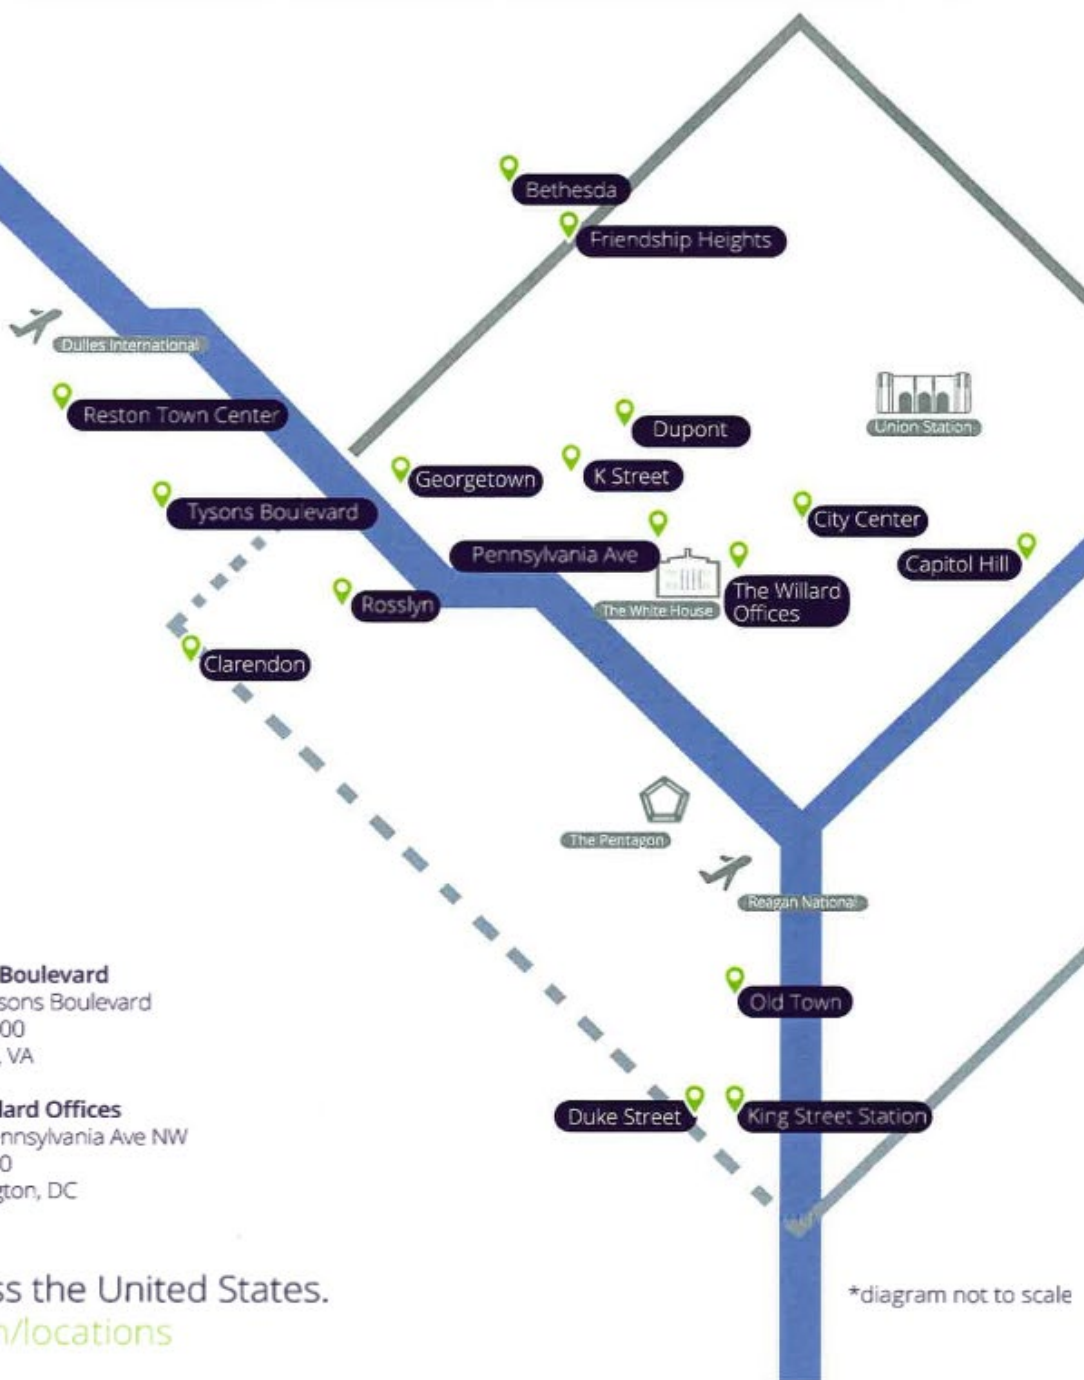 Bethesda
Friendship Heights
Dulles International
Reston Town Center
Dupont
Union Station
Georgetown
K Street
Tysons Boulevard
City Center
Pennsylvania Ave
Capitol Hill
The Willard
Offices
Rosslyn
The White House
Clarendon
The Pentagon
Reagan National
Old Town
Duke Street
King Street Station
Boulevard
sons Boulevard
00
, VA
lard Offices
nnsylvania Ave NW
0
gton, DC
ss the United States.
n/locations
*diagram not to scale